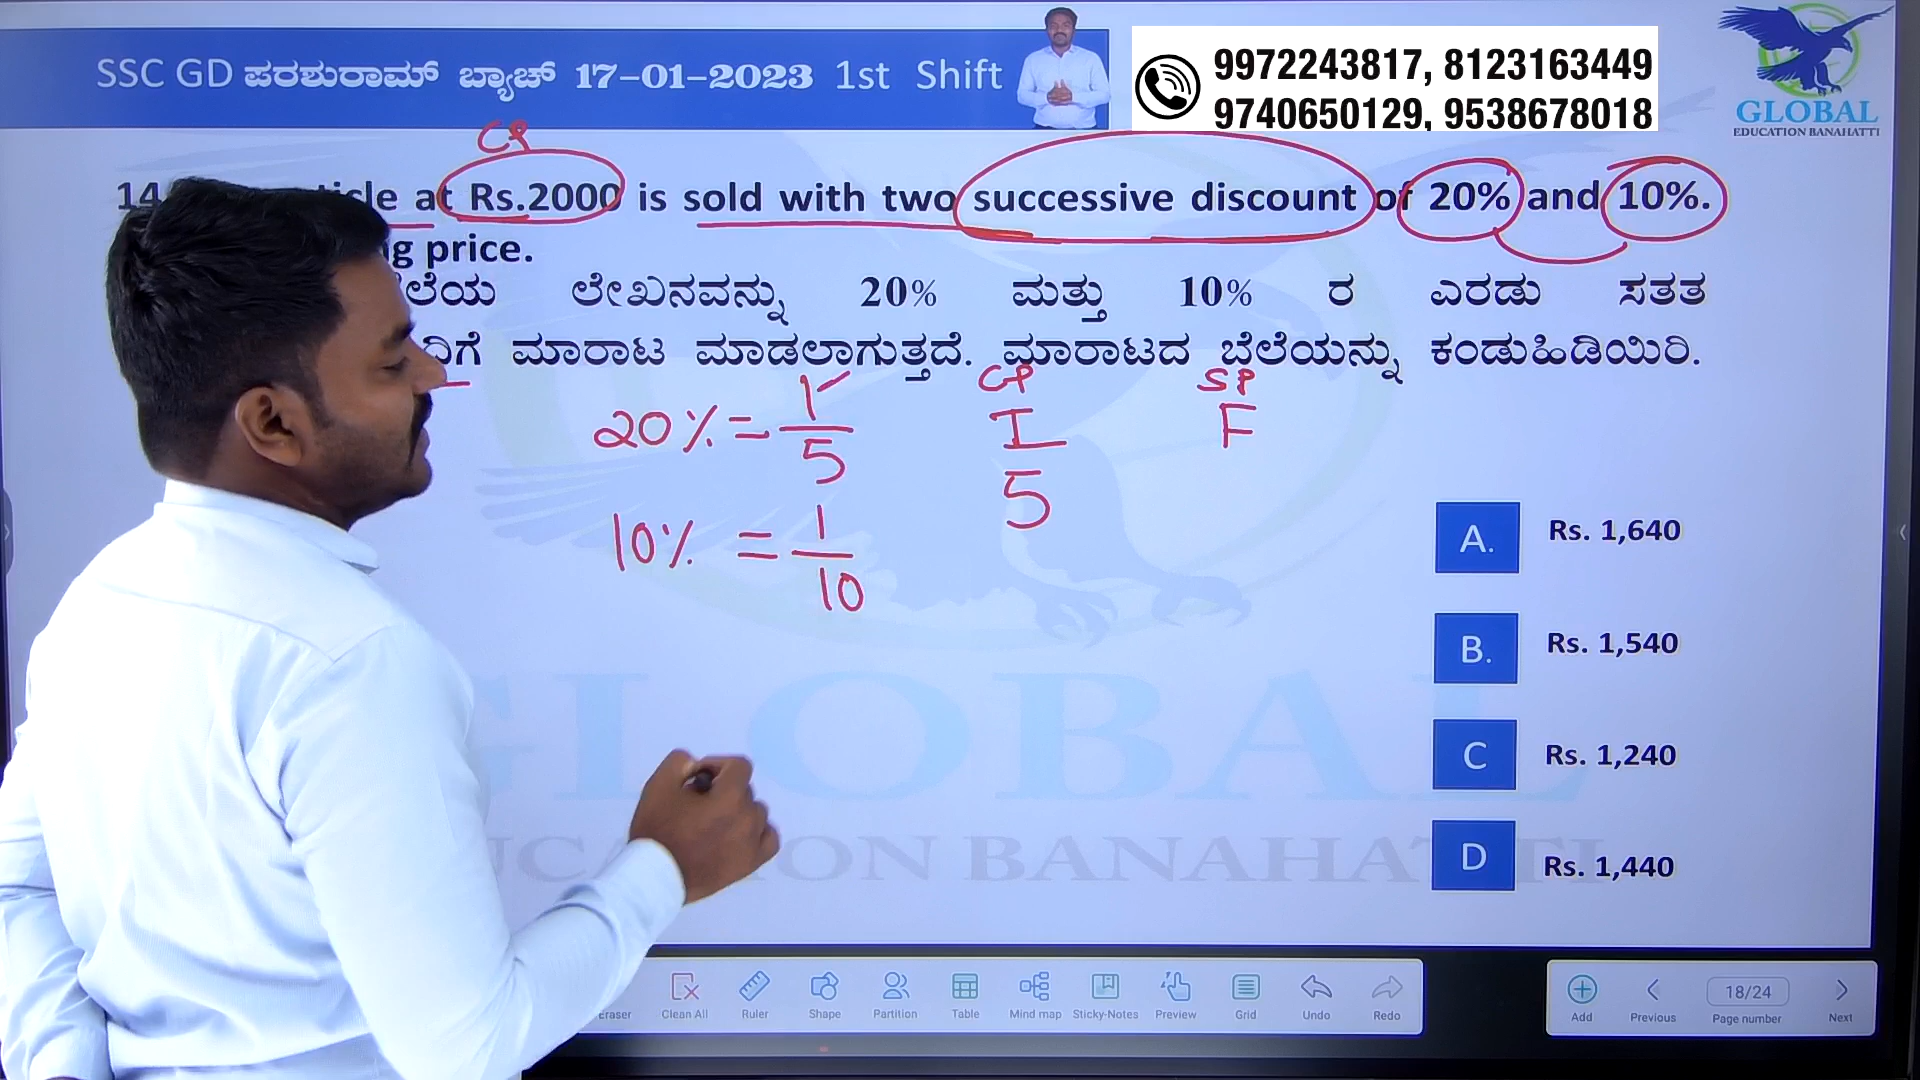 SSC GD ಪರಶುರಾಮ್ ಬ್ಯಾಚ್ 17-01-2023 1st Shift
9972243817, 8123163449
9740650129, 9538678018
GLOBAL
EDUCATION BANAHATTI
CP
14 at Rs.2000 is sold with two successive discount of 20% and 10%.
price.
ಲೇಖನವನ್ನು 20% ಮತ್ತು 10% ರ ಎರಡು ಸತತ
ಮಾರಾಟ ಮಾಡಲಾಗುತ್ತದೆ. ಮಾರಾಟದ ಬೆಲೆಯನ್ನು ಕಂಡುಹಿಡಿಯಿರಿ.
CP SP
20% = 1/5 I F
5
10% = 1/10
A. Rs. 1,640
B. Rs. 1,540
C Rs. 1,240
D Rs. 1,440
GLOBAL
BANAHATTI
Clean All Ruler Shape Partition Table Mind map Sticky-Notes Preview Grid Undo Redo
Add Previous 18/24 Page number Next